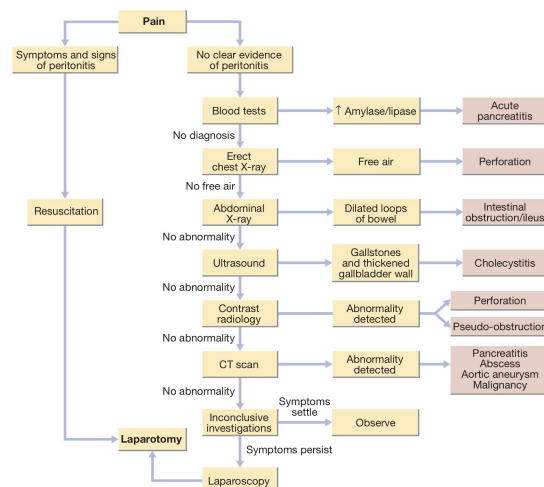 Pain
Symptoms and signs
of peritonitis
No clear evidence
of peritonitis
Blood tests
↑ Amylase/lipase
Acute
pancreatitis
No diagnosis
Erect
chest X-ray
Free air
Perforation
No free air
Resuscitation
Abdominal
X-ray
Dilated loops
of bowel
Intestinal
obstruction/ileus
No abnormality
Ultrasound
Gallstones
and thickened
gallbladder wall
Cholecystitis
No abnormality
Contrast
radiology
Abnormality
detected
Perforation
Pseudo-obstruction
No abnormality
CT scan
Abnormality
detected
Pancreatitis
Abscess
Aortic aneurysm
Malignancy
No abnormality
Inconclusive
investigations
Symptoms
settle
Observe
Laparotomy
Symptoms persist
Laparoscopy